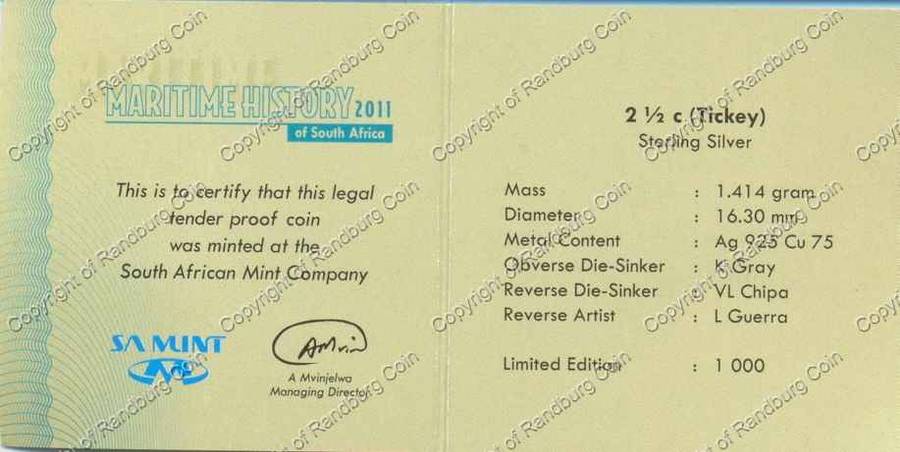 MARITIME HISTORY 2011
of South Africa
This is to certify that this legal
tender proof coin
was minted at the
South African Mint Company
SA MINT
A Mvinjelwa
Managing Director
2 ½ c (Tickey)
Sterling Silver
Mass : 1.414 gram
Diameter : 16.30 mm
Metal Content : Ag 925 Cu 75
Obverse Die-Sinker : K Gray
Reverse Die-Sinker : VL Chipa
Reverse Artist : L Guerra
Limited Edition : 1 000
Copyright of Randburg Coin